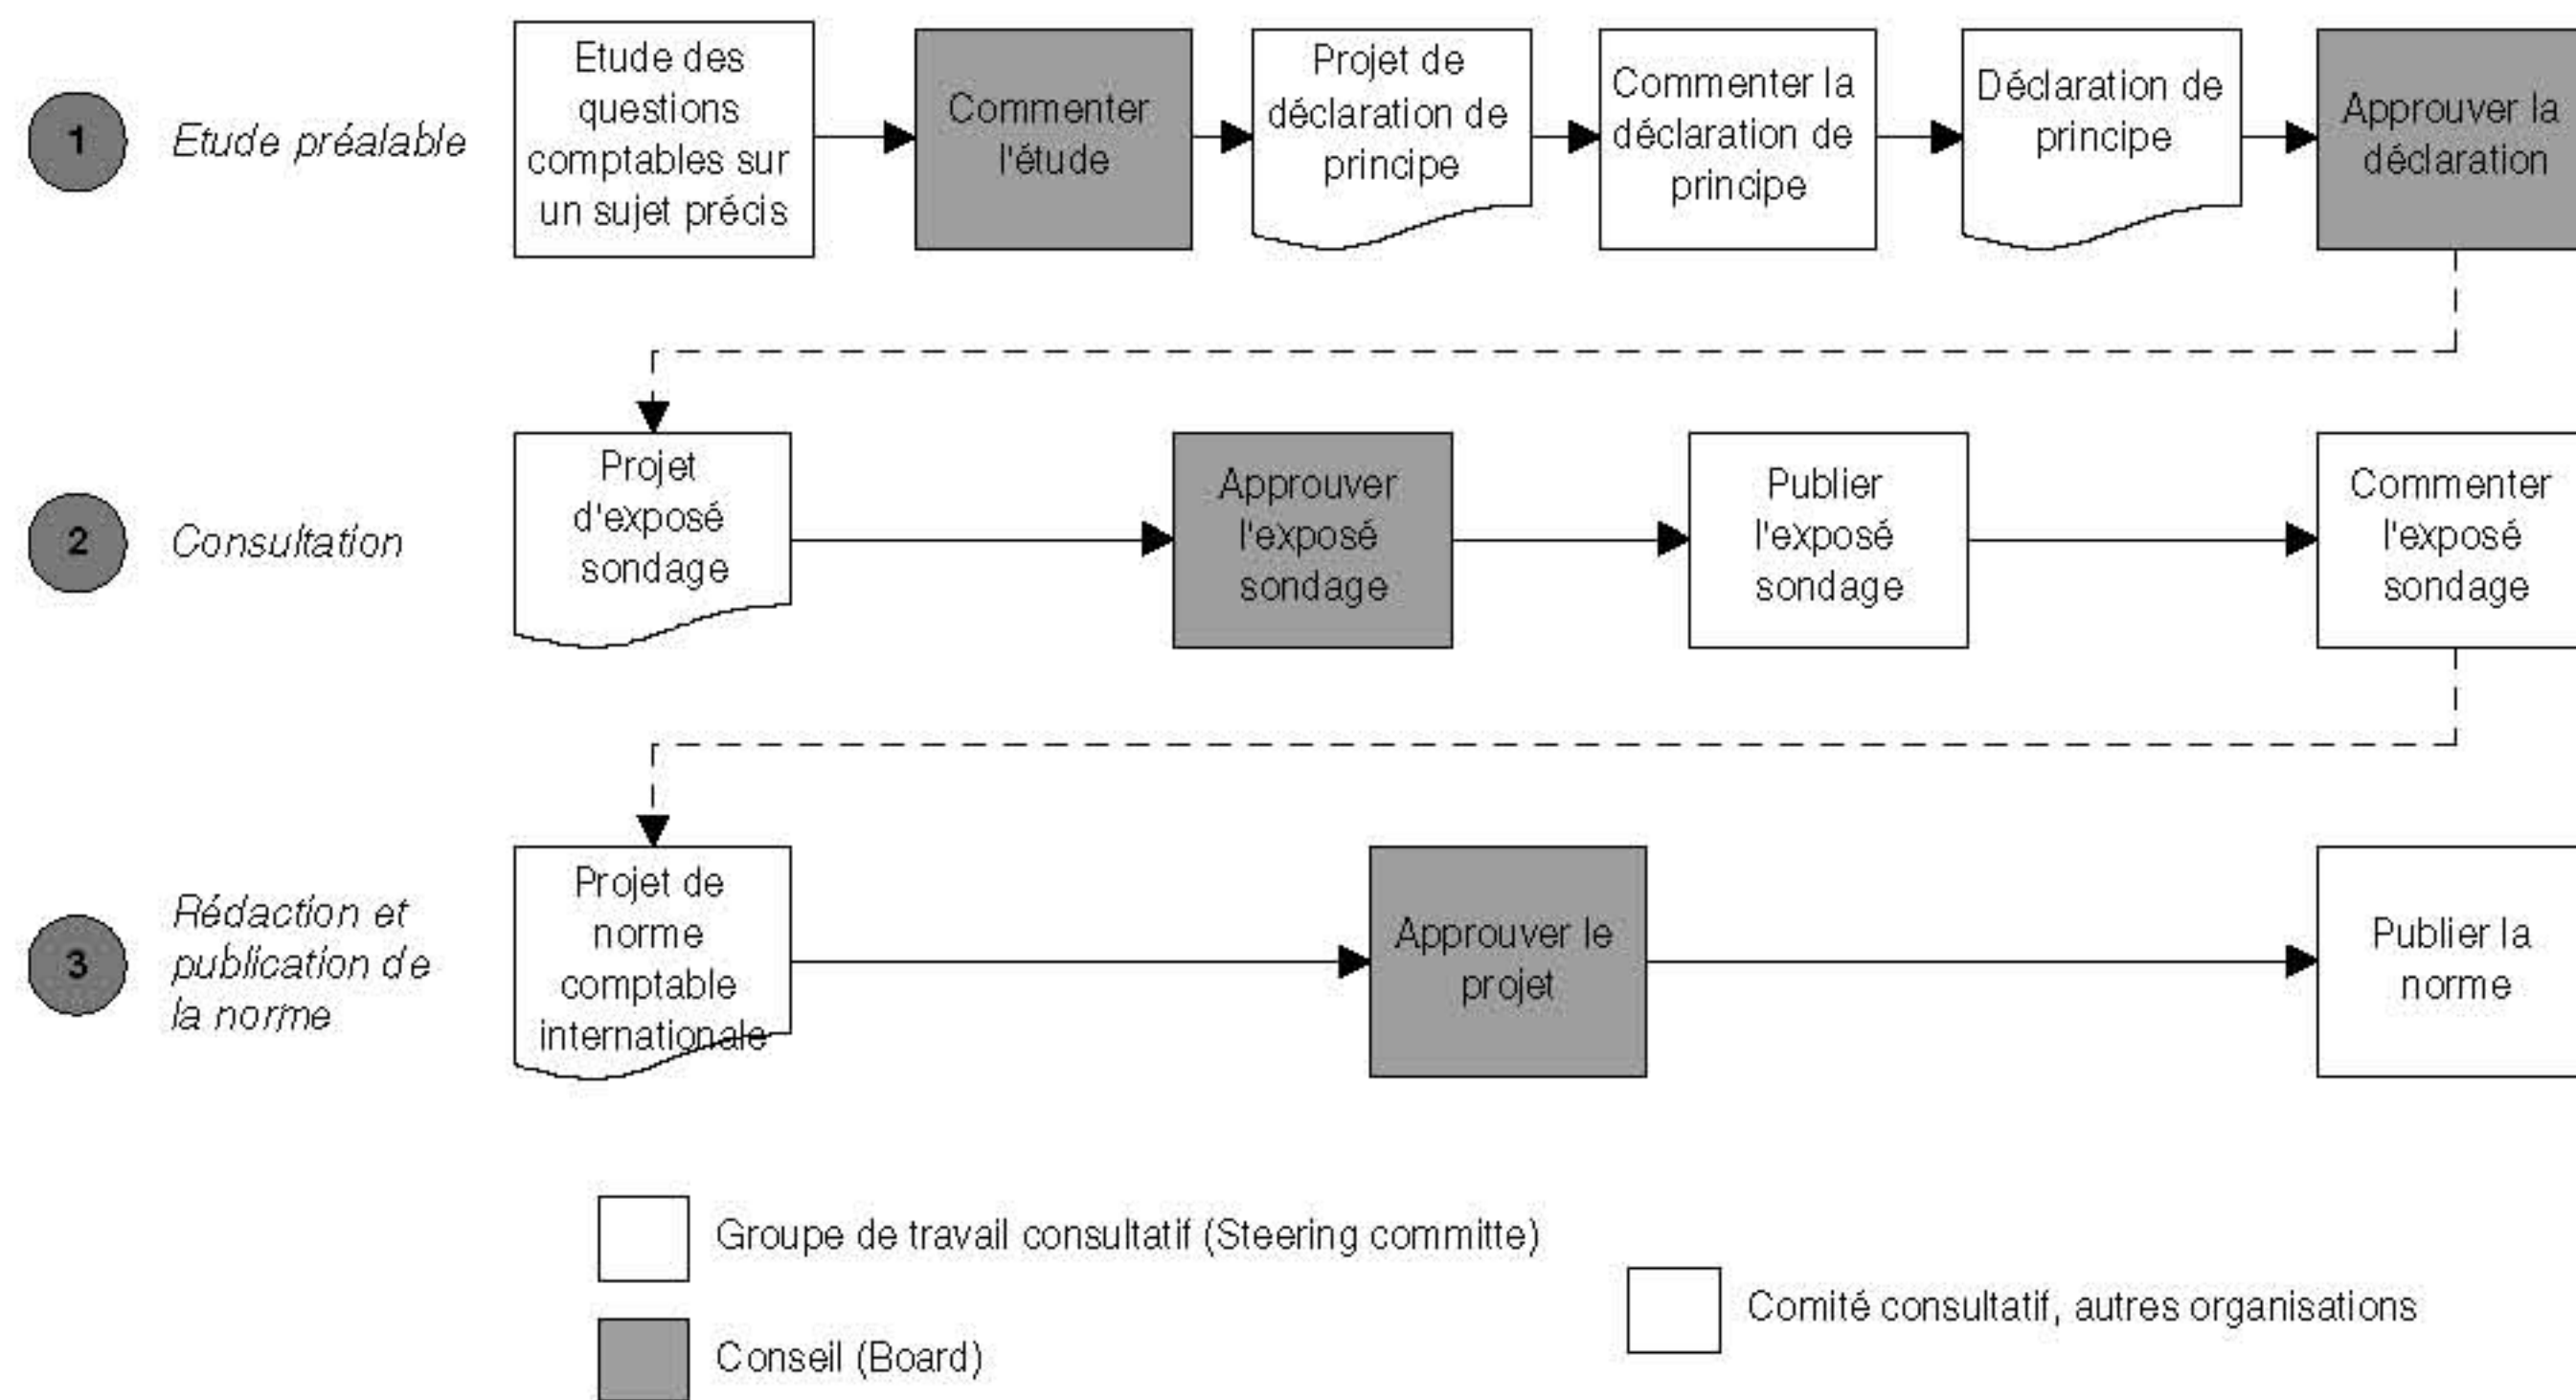 1
Etude préalable
Etude des
questions
comptables sur
un sujet précis
Commenter
l'étude
Projet de
déclaration de
principe
Commenter la
déclaration de
principe
Déclaration de
principe
Approuver la
déclaration
2
Consultation
Projet
d'exposé
sondage
Approuver
l'exposé
sondage
Publier
l'exposé
sondage
Commenter
l'exposé
sondage
3
Rédaction et
publication de
la norme
Projet de
norme
comptable
internationale
Approuver le
projet
Publier la
norme
Groupe de travail consultatif (Steering committe)
Conseil (Board)
Comité consultatif, autres organisations